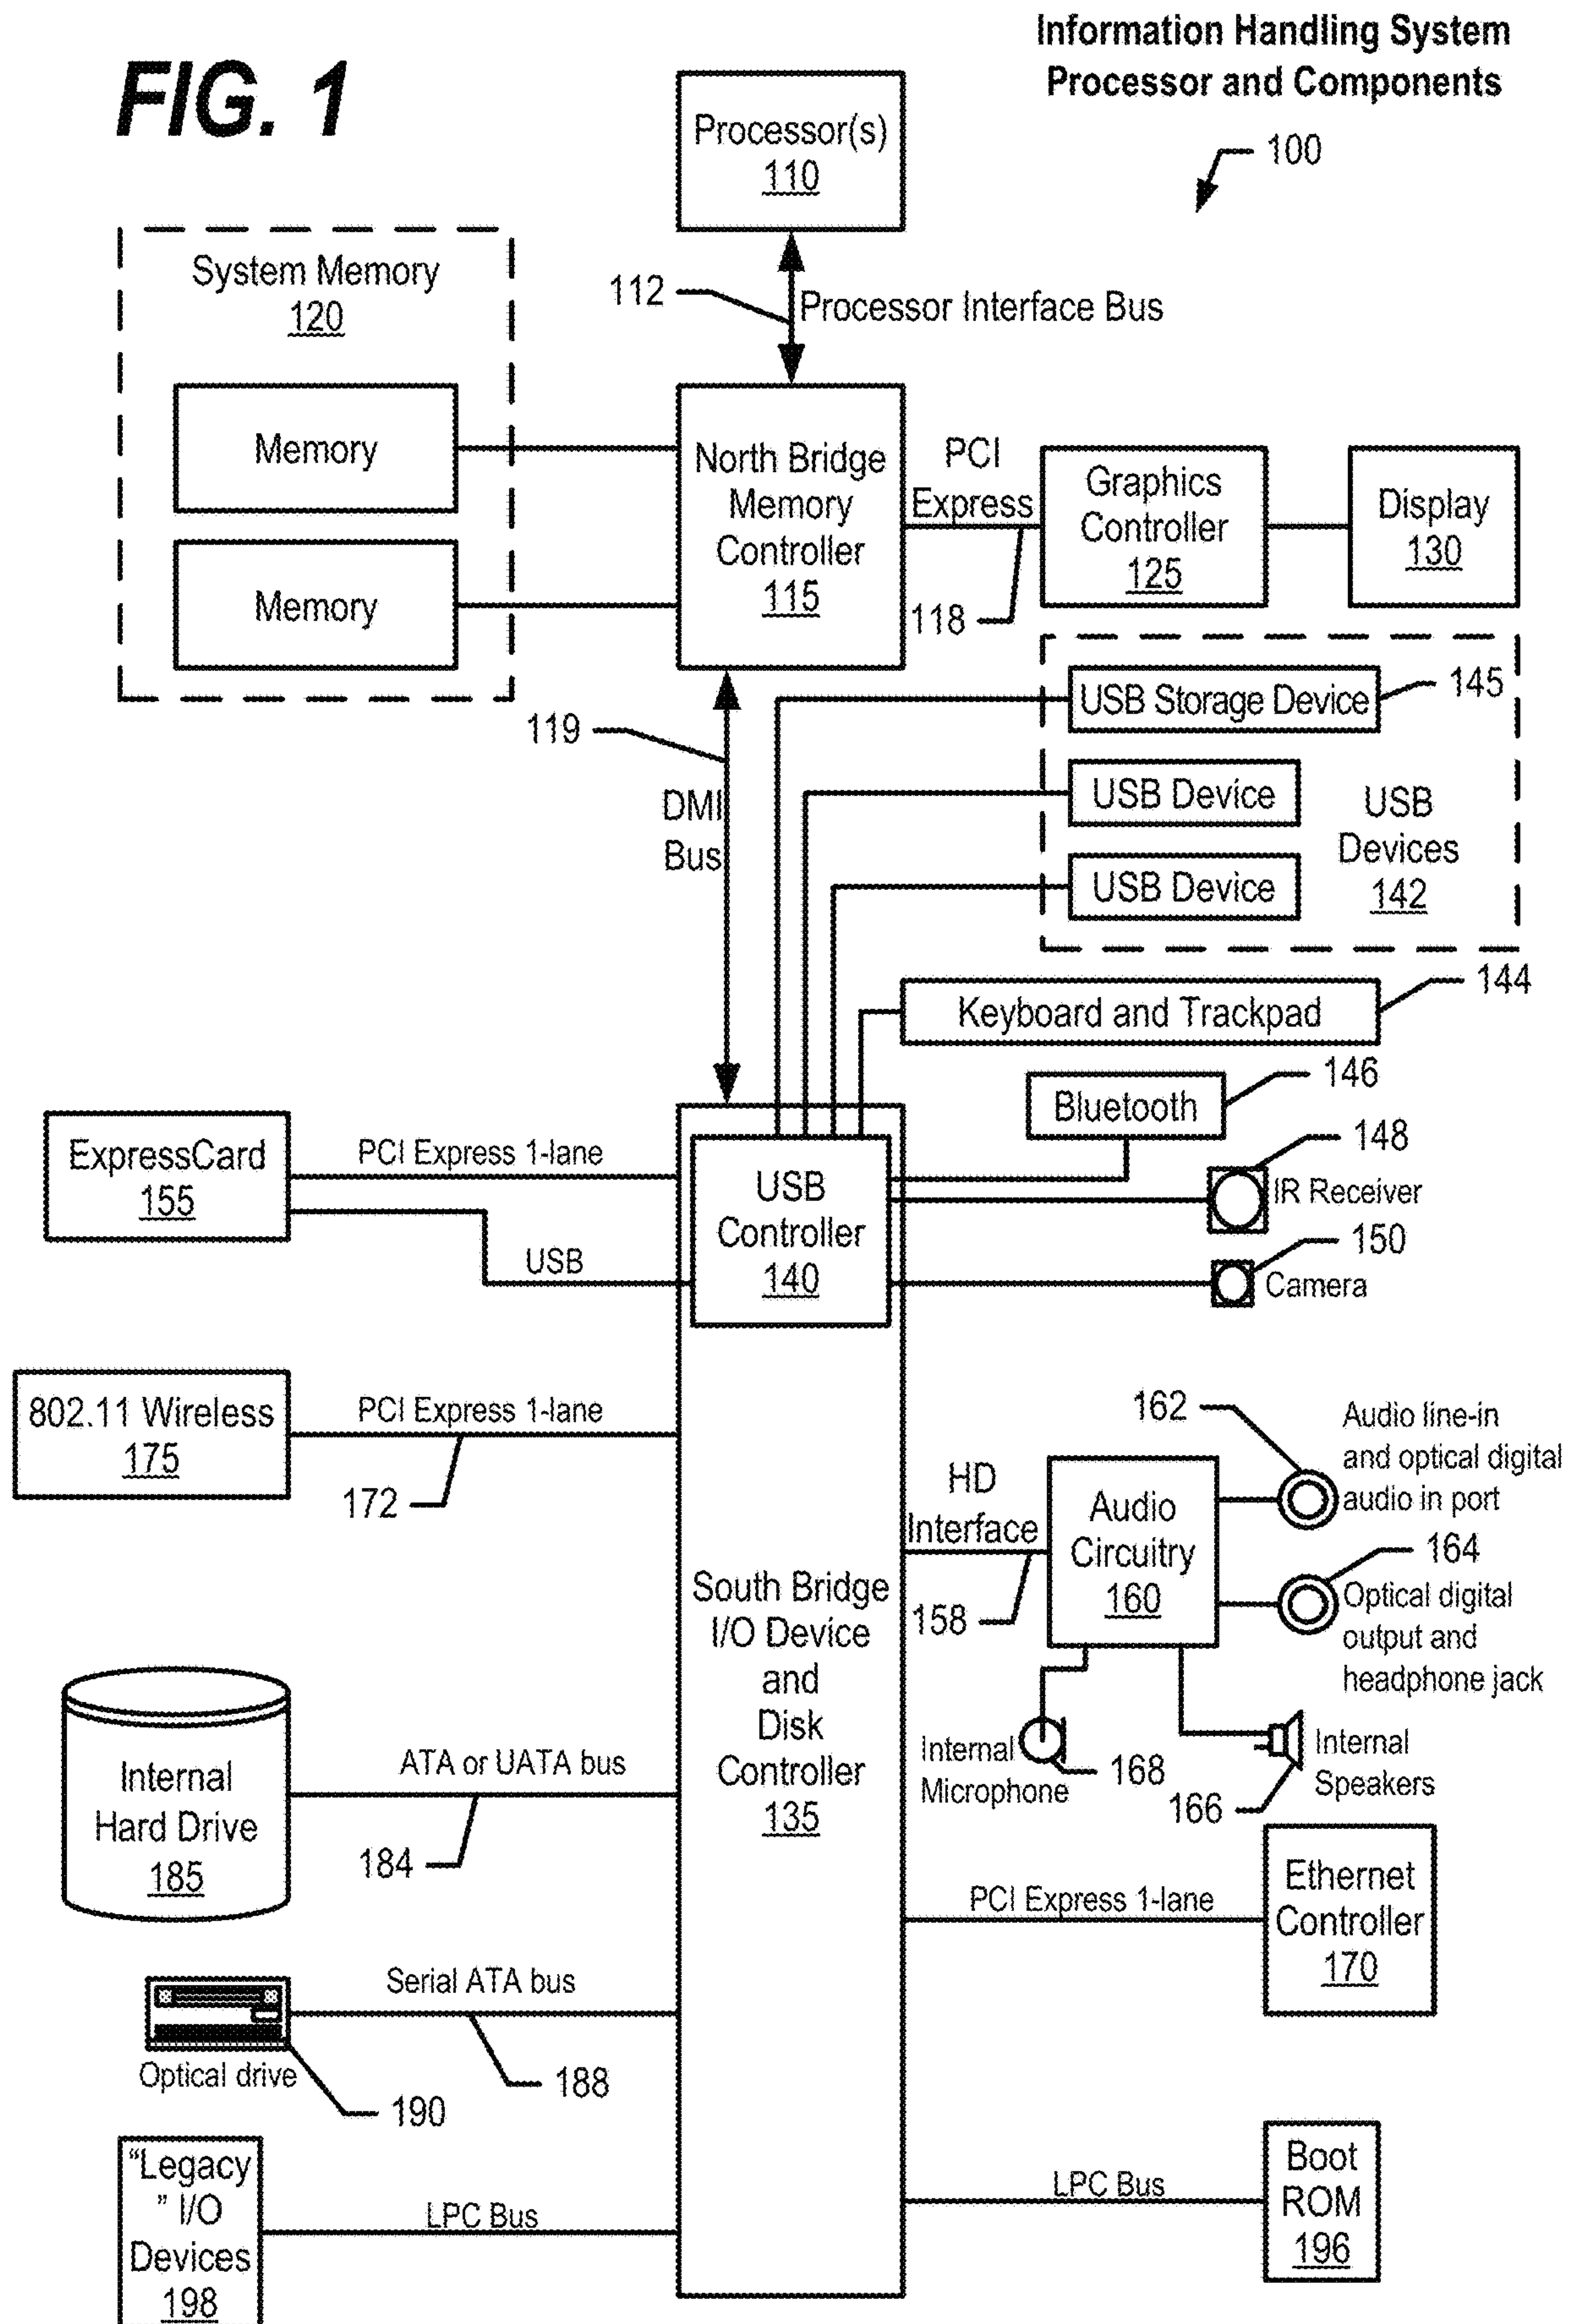 Information Handling System
Processor and Components
FIG. 1
100
Processor(s)
110
System Memory
120
112
Processor Interface Bus
Memory
Memory
North Bridge
Memory
Controller
115
PCI
Express
118
Graphics
Controller
125
Display
130
119
DMI
Bus
USB Storage Device
145
USB Device
USB Device
USB
Devices
142
Keyboard and Trackpad
144
Bluetooth
146
148
IR Receiver
150
Camera
ExpressCard
155
PCI Express 1-lane
USB
USB
Controller
140
802.11 Wireless
175
PCI Express 1-lane
172
162
Audio line-in
and optical digital
audio in port
HD
Interface
158
Audio
Circuitry
160
164
Optical digital
output and
headphone jack
South Bridge
I/O Device
and
Disk
Controller
135
Internal
Microphone
168
166
Internal
Speakers
Internal
Hard Drive
185
ATA or UATA bus
184
PCI Express 1-lane
Ethernet
Controller
170
Serial ATA bus
188
Optical drive
190
“Legacy
” I/O
Devices
198
LPC Bus
LPC Bus
Boot
ROM
196